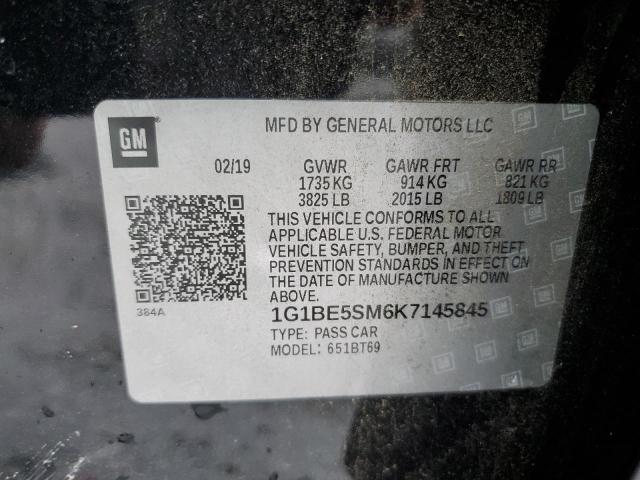 GM
MFD BY GENERAL MOTORS LLC
02/19 GVWR GAWR FRT GAWR RR
1735 KG 914 KG 821 KG
3825 LB 2015 LB 1809 LB
THIS VEHICLE CONFORMS TO ALL
APPLICABLE U.S. FEDERAL MOTOR
VEHICLE SAFETY, BUMPER, AND THEFT
PREVENTION STANDARDS IN EFFECT ON
THE DATE OF MANUFACTURE SHOWN
ABOVE.
384A
1G1BE5SM6K7145845
TYPE: PASS CAR
MODEL: 651BT69